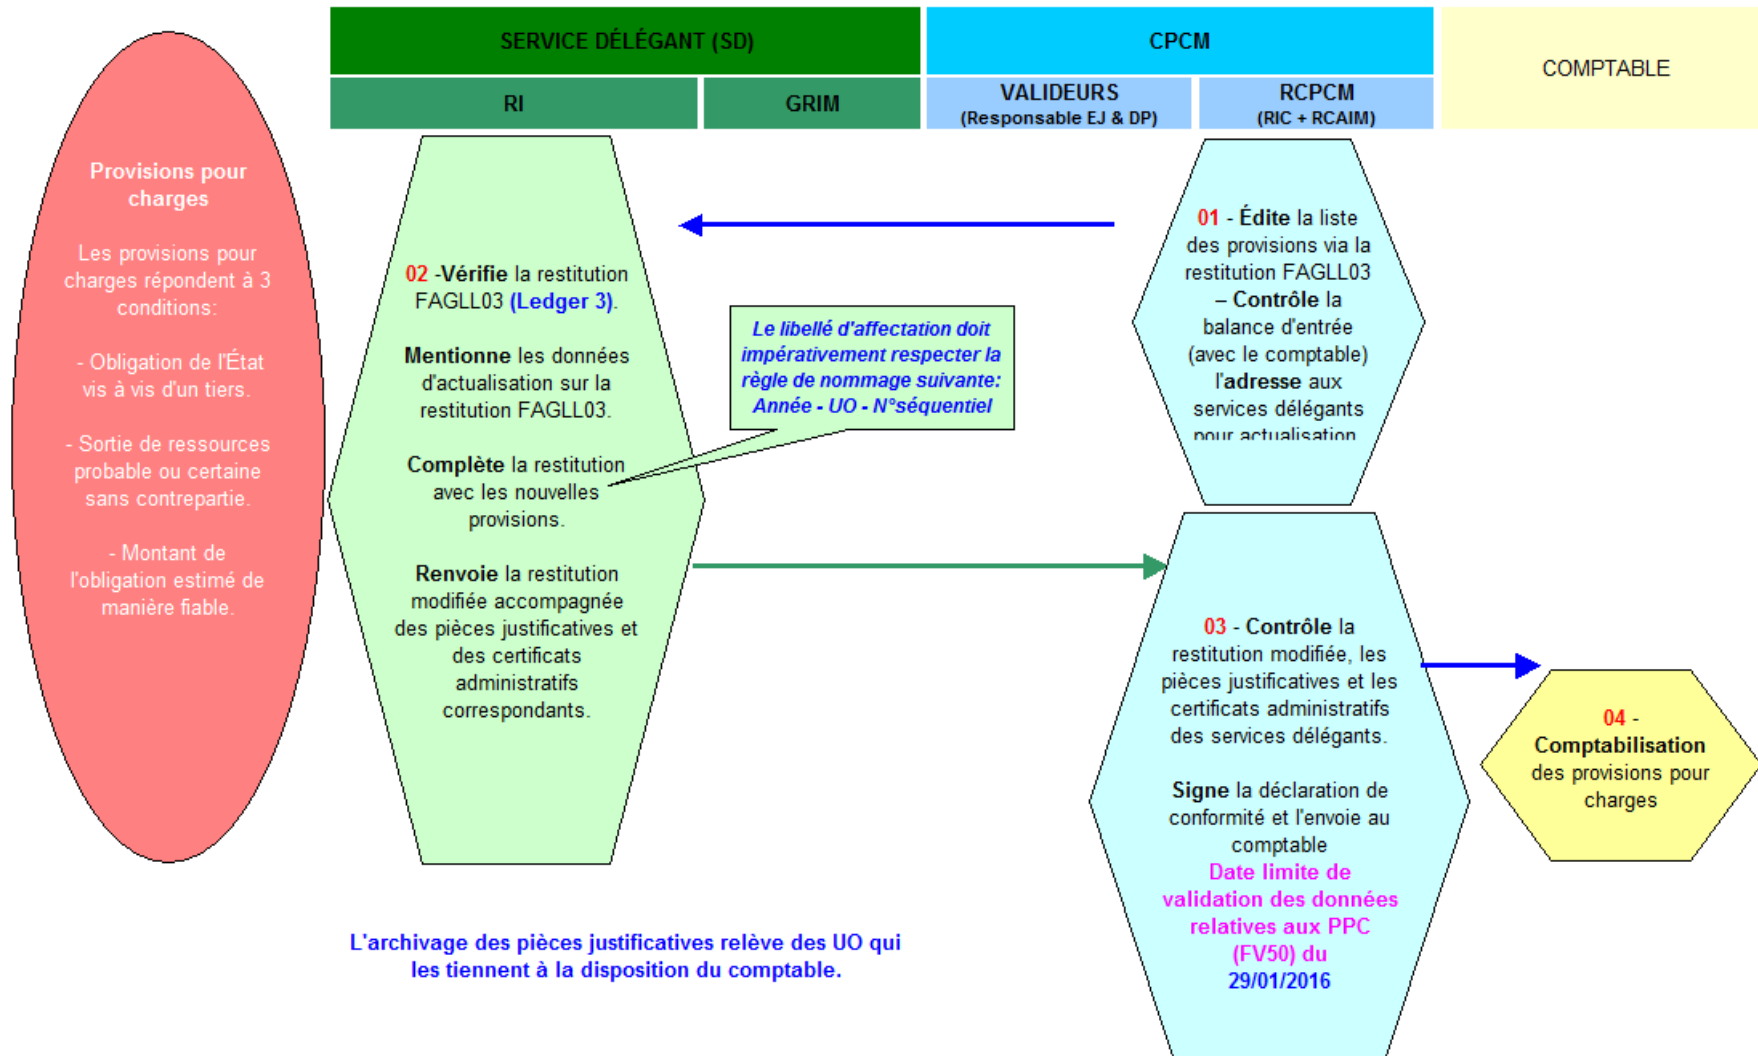 SERVICE DÉLÉGANT (SD)
CPCM
COMPTABLE
RI
GRIM
VALIDEURS
(Responsable EJ & DP)
RCPCM
(RIC + RCAIM)
Provisions pour
charges
Les provisions pour
charges répondent à 3
conditions:
- Obligation de l'État
vis à vis d'un tiers.
- Sortie de ressources
probable ou certaine
sans contrepartie.
- Montant de
l'obligation estimé de
manière fiable.
01 - Édite la liste
des provisions via la
restitution FAGLL03
– Contrôle la
balance d'entrée
(avec le comptable)
l'adresse aux
services délégants
pour actualisation
02 -Vérifie la restitution
FAGLL03 (Ledger 3).
Mentionne les données
d'actualisation sur la
restitution FAGLL03.
Complète la restitution
avec les nouvelles
provisions.
Renvoie la restitution
modifiée accompagnée
des pièces justificatives et
des certificats
administratifs
correspondants.
Le libellé d'affectation doit
impérativement respecter la
règle de nommage suivante:
Année - UO - N°séquentiel
03 - Contrôle la
restitution modifiée, les
pièces justificatives et les
certificats administratifs
des services délégants.
Signe la déclaration de
conformité et l'envoie au
comptable
Date limite de
validation des données
relatives aux PPC
(FV50) du
29/01/2016
04 -
Comptabilisation
des provisions pour
charges
L'archivage des pièces justificatives relève des UO qui
les tiennent à la disposition du comptable.